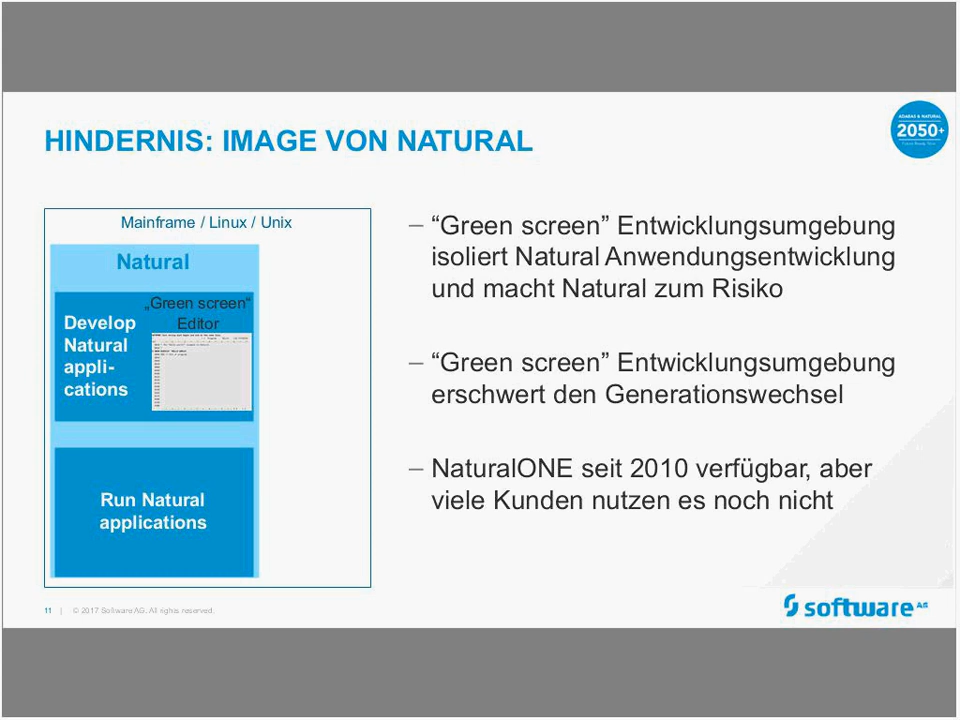 HINDERNIS: IMAGE VON NATURAL
ADABAS & NATURAL
2050+
Mainframe / Linux / Unix
Natural
„Green screen“
Editor
Develop
Natural
appli-
cations
Run Natural
applications
– “Green screen” Entwicklungsumgebung
isoliert Natural Anwendungsentwicklung
und macht Natural zum Risiko
– “Green screen” Entwicklungsumgebung
erschwert den Generationswechsel
– NaturalONE seit 2010 verfügbar, aber
viele Kunden nutzen es noch nicht
11 | © 2017 Software AG. All rights reserved.
software AG